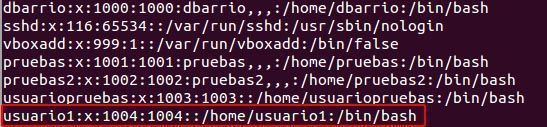 dbarrio:x:1000:1000:dbarrio,,,:/home/dbarrio:/bin/bash
sshd:x:116:65534::/var/run/sshd:/usr/sbin/nologin
vboxadd:x:999:1::/var/run/vboxadd:/bin/false
pruebas:x:1001:1001:pruebas,,,:/home/pruebas:/bin/bash
pruebas2:x:1002:1002:pruebas2,,,:/home/pruebas2:/bin/bash
usuariopruebas:x:1003:1003::/home/usuariopruebas:/bin/bash
usuario1:x:1004:1004::/home/usuario1:/bin/bash